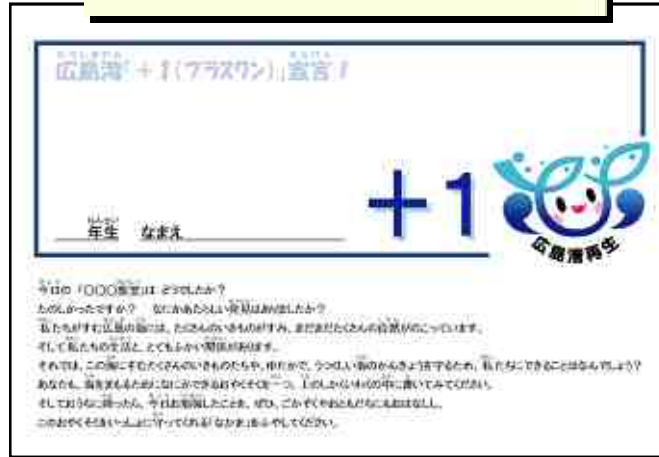 広島湾「+1(プラスワン)」宣言!
+1
年生 なまえ
広島湾再生
今日の「〇〇〇教室」は どうでしたか?
たのしかったですか? なにかあたらしい発見はありましたか?
私たちがすむ広島の海には、たくさんのいきものがすみ、まだまだたくさんの自然がのこっています。
そして私たちの生活と、とてもふかい関係があります。
それでは、この海にすむたくさんのいきものたちや、ゆたかで、うつくしい海のかんきょうを守るため、私たちにできることはなんでしょう?
あなたも、海をまもるためになにかできるおやくそくを一つ、上のしかくいわくの中に書いてみてください。
そしておうちに帰ったら、今日お勉強したことを、ぜひ、ごかぞくやおともだちにもおはなしし、
このおやくそくをいっしょに守ってくれる「なかま」をふやしてください。